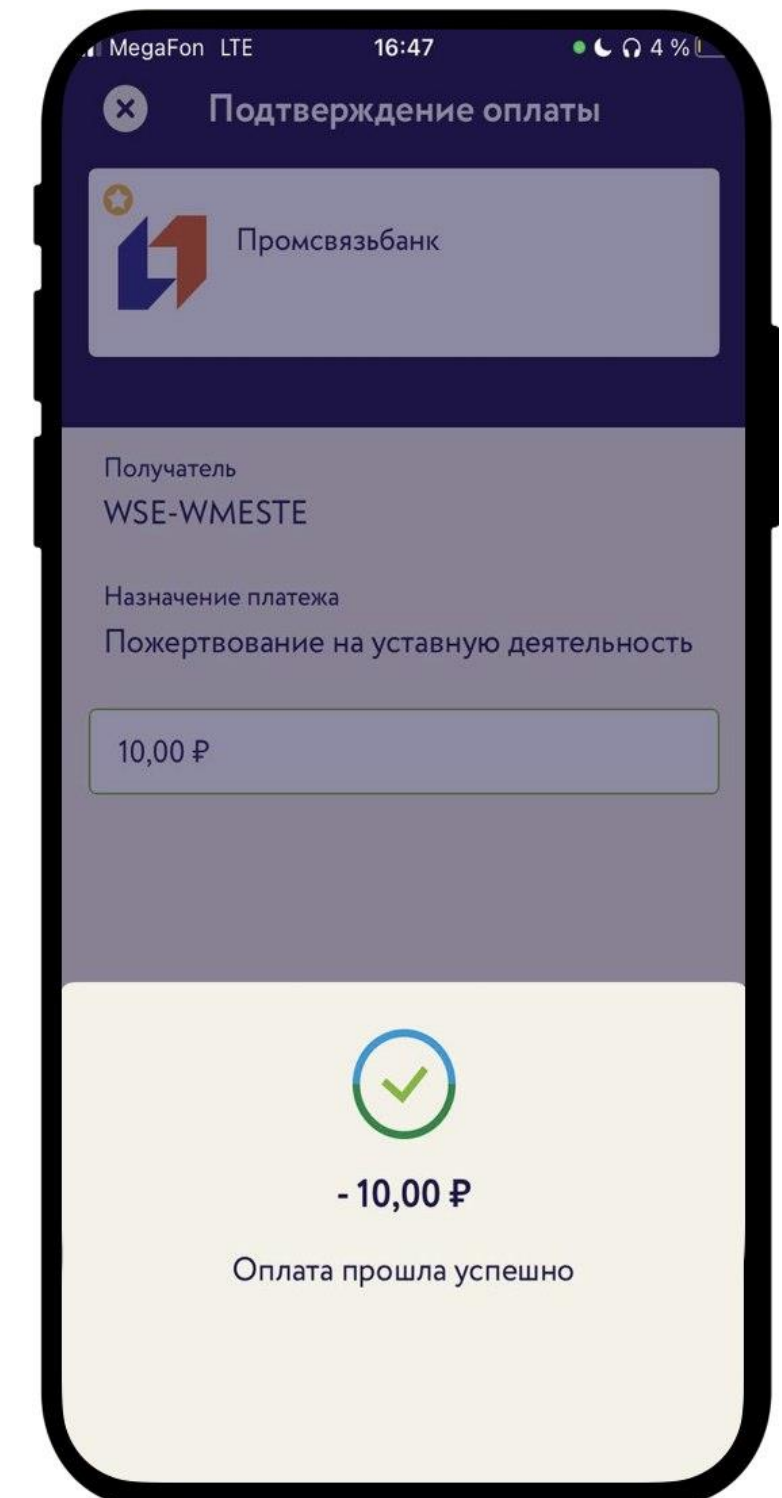 MegaFon LTE 16:47 4 %
Подтверждение оплаты
Промсвязьбанк
Получатель
WSE-WMESTE
Назначение платежа
Пожертвование на уставную деятельность
10,00 ₽
- 10,00 ₽
Оплата прошла успешно